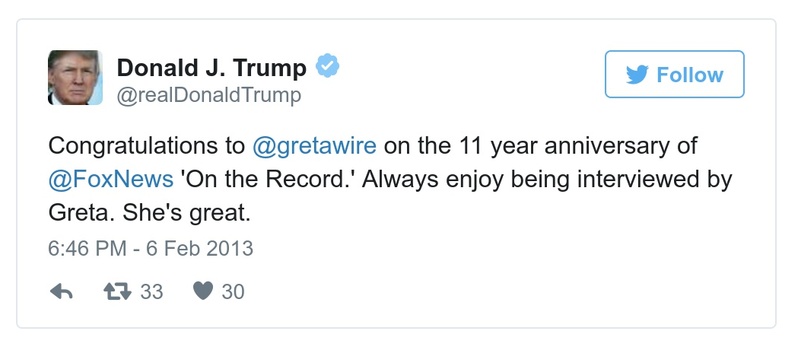 Donald J. Trump
@realDonaldTrump
Follow
Congratulations to @gretawire on the 11 year anniversary of
@FoxNews 'On the Record.' Always enjoy being interviewed by
Greta. She's great.
6:46 PM - 6 Feb 2013
33 30